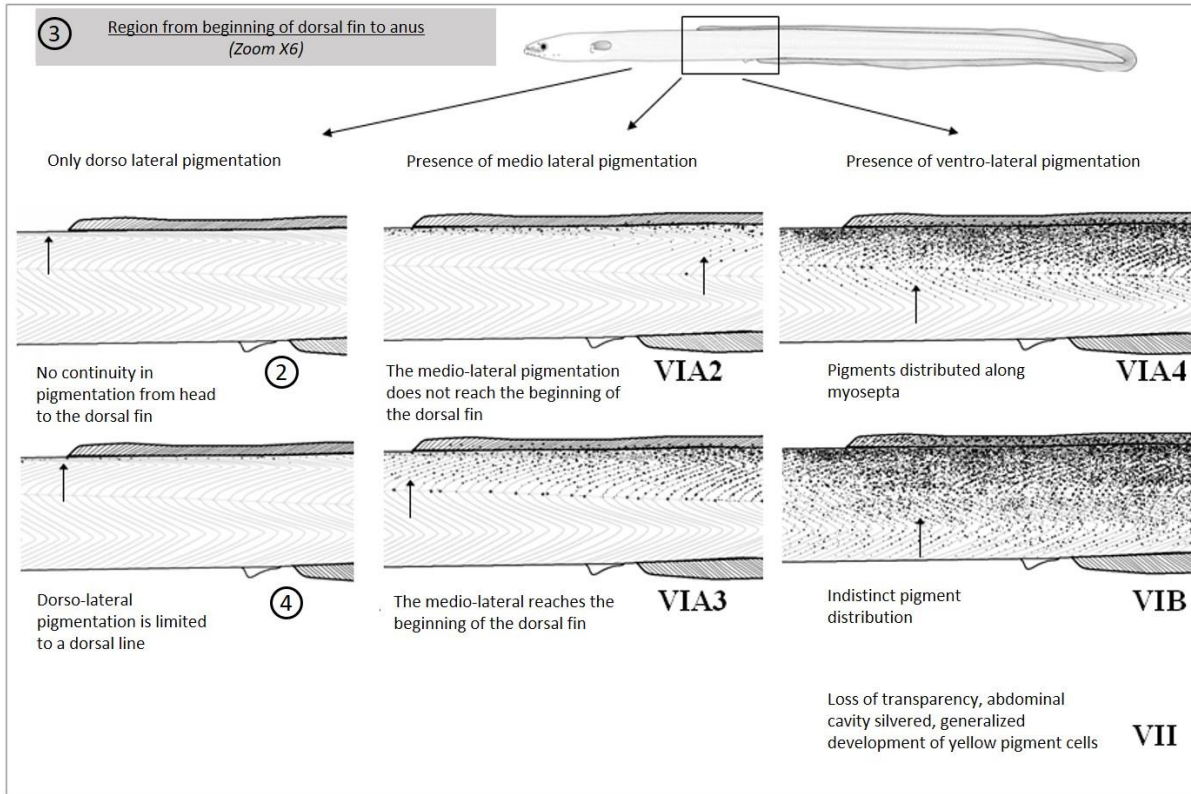 ③
Region from beginning of dorsal fin to anus
(Zoom X6)
Only dorso lateral pigmentation
Presence of medio lateral pigmentation
Presence of ventro-lateral pigmentation
No continuity in
pigmentation from head
to the dorsal fin
②
The medio-lateral pigmentation
does not reach the beginning of
the dorsal fin
VIA2
Pigments distributed along
myosepta
VIA4
Dorso-lateral
pigmentation is limited
to a dorsal line
④
The medio-lateral reaches the
beginning of the dorsal fin
VIA3
Indistinct pigment
distribution
VIB
Loss of transparency, abdominal
cavity silvered, generalized
development of yellow pigment cells
VII